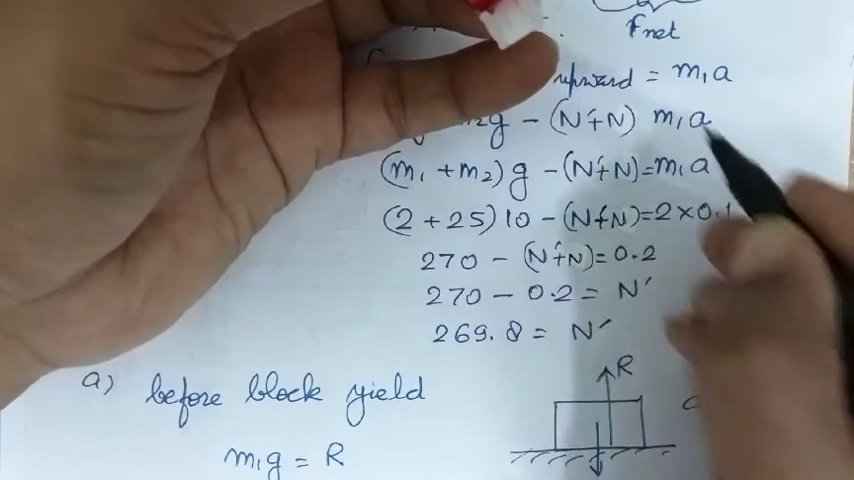 Fnet
upward = m₁a
g - (N'+N) m₁a
(m₁ + m₂)g - (N'+N) = m₁a
(2 + 25)10 - (N'+N) = 2 × 0.1
270 - (N'+N) = 0.2
270 - 0.2 = N'
269.8 = N'
R
a) before block yield
m₁g = R